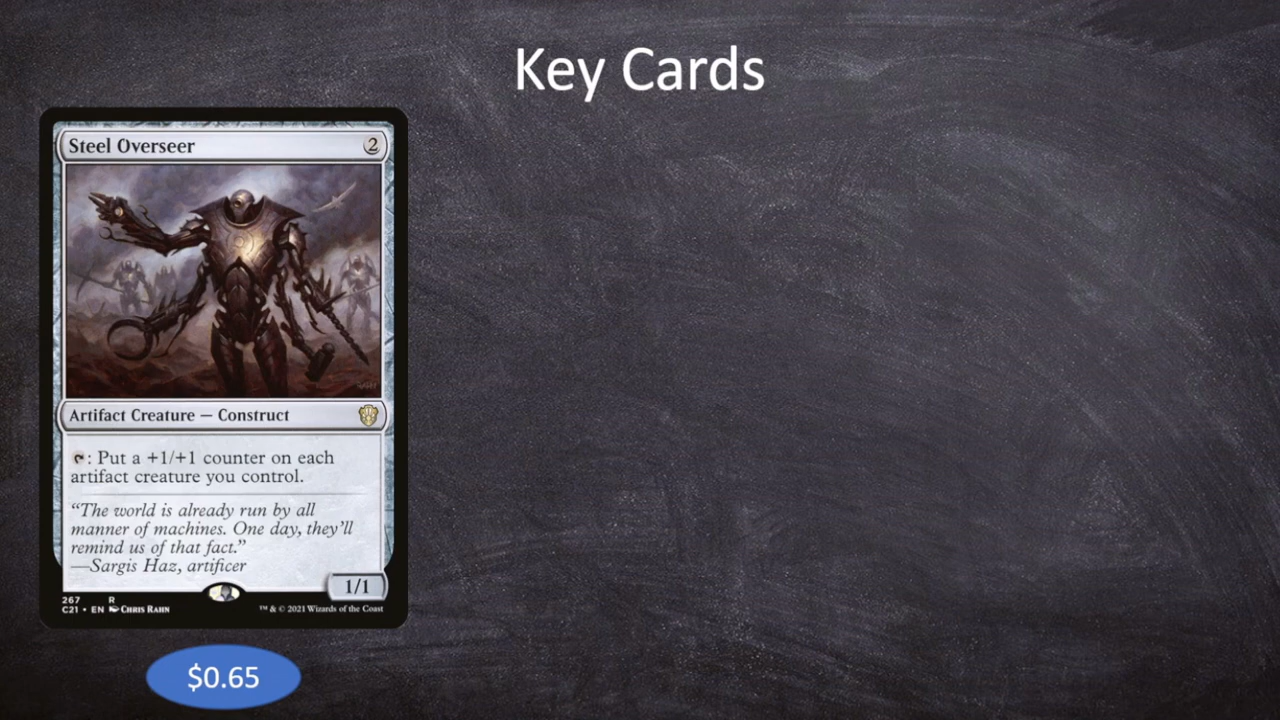 Key Cards
Steel Overseer 2
Artifact Creature — Construct
: Put a +1/+1 counter on each
artifact creature you control.
“The world is already run by all
manner of machines. One day, they’ll
remind us of that fact.”
—Sargis Haz, artificer
1/1
267 R
C21 • EN Chris Rahn
™ & © 2021 Wizards of the Coast
$0.65